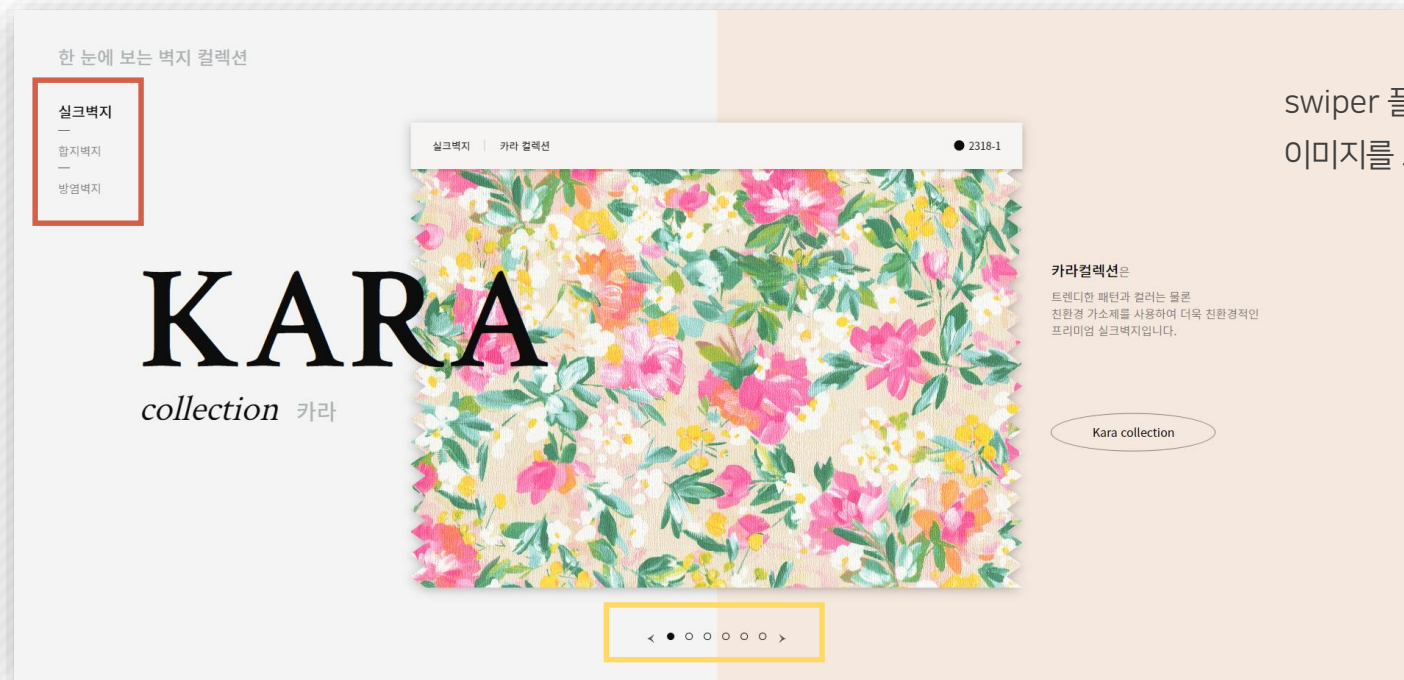 한 눈에 보는 벽지 컬렉션
실크벽지
합지벽지
방염벽지
실크벽지 | 카라 컬렉션
2318-1
KARA
collection 카라
카라컬렉션은
트렌디한 패턴과 컬러는 물론
친환경 가소제를 사용하여 더욱 친환경적인
프리미엄 실크벽지입니다.
Kara collection
swiper
이미지를